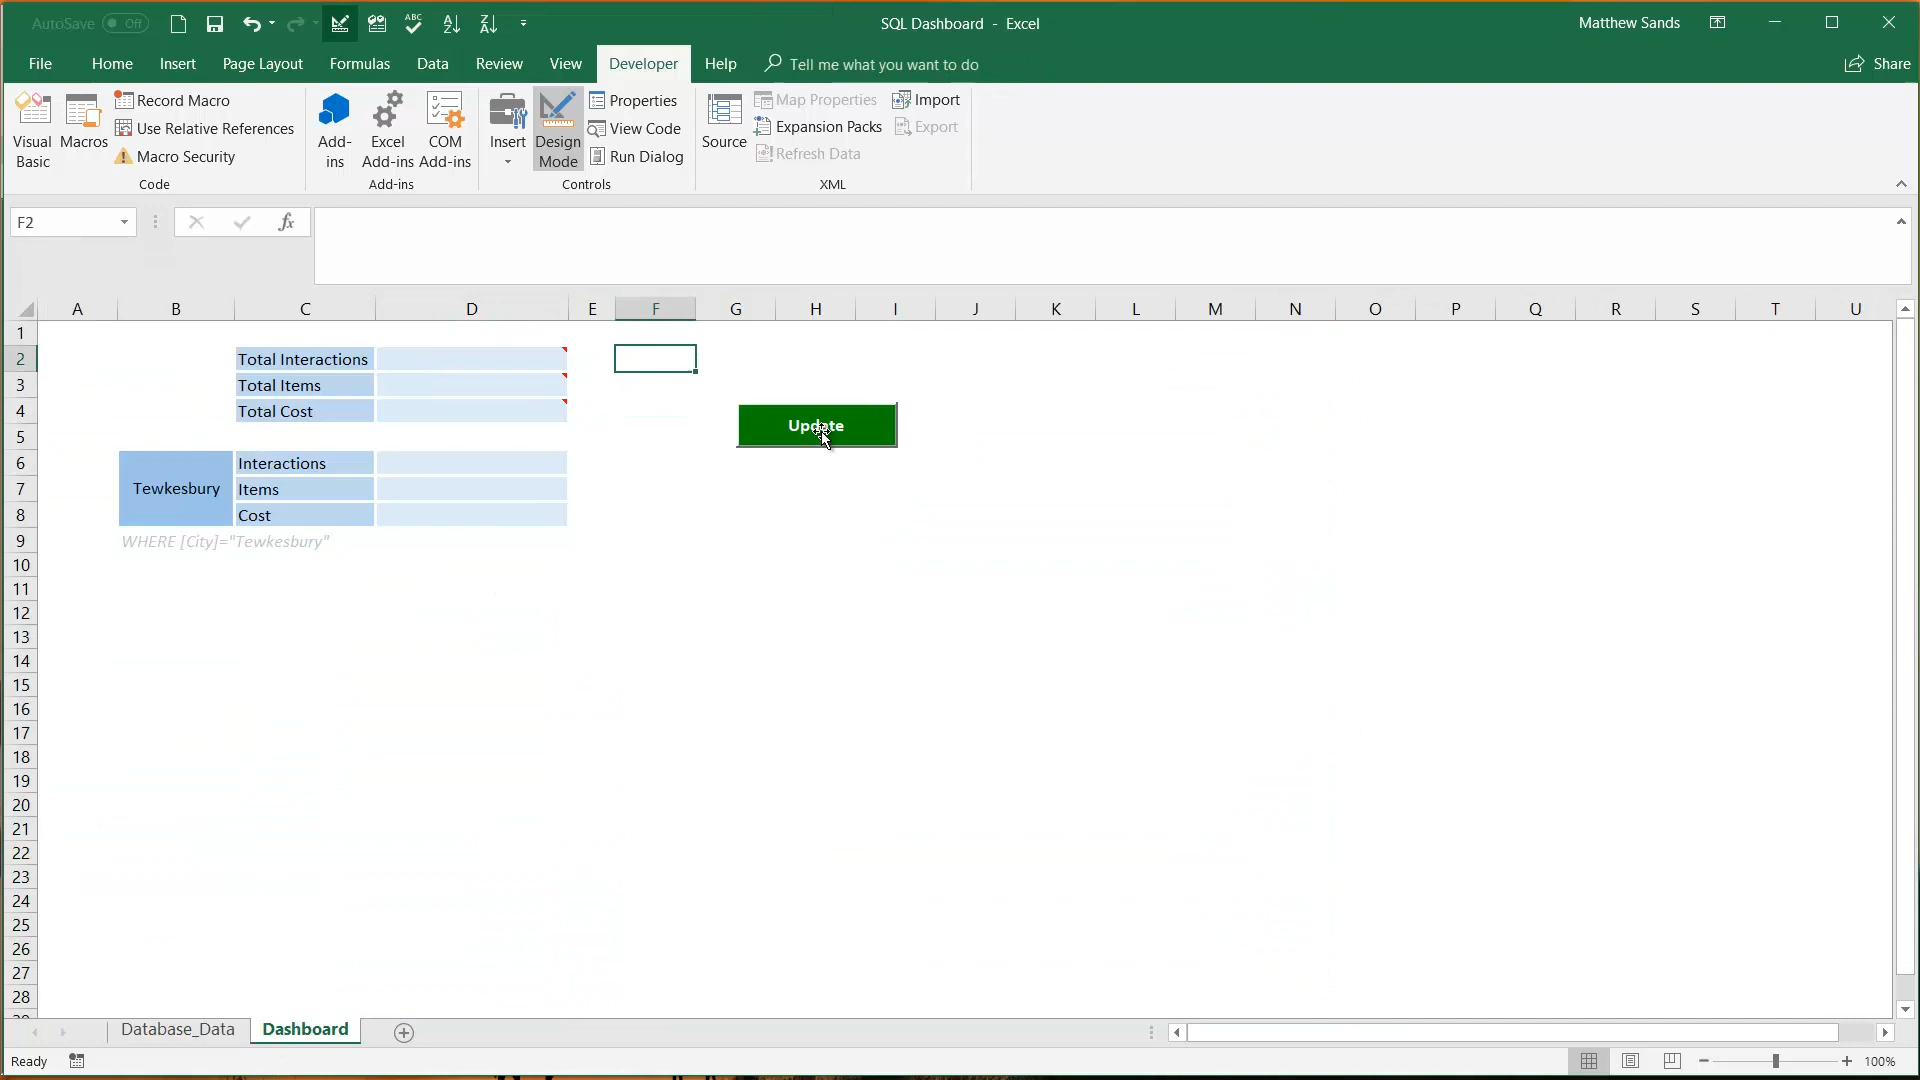 AutoSave Off
ABC
SQL Dashboard - Excel
Matthew Sands
File Home Insert Page Layout Formulas Data Review View Developer Help Tell me what you want to do Share
Visual Basic
Macros
Record Macro
Use Relative References
Macro Security
Code
Add-ins
Excel Add-ins
COM Add-ins
Add-ins
Insert
Design Mode
Properties
View Code
Run Dialog
Controls
Source
Map Properties
Expansion Packs
Refresh Data
Import
Export
XML
F2
fx
A B C D E F G H I J K L M N O P Q R S T U
1
2 Total Interactions
3 Total Items
4 Total Cost
Update
5
6 Interactions
7 Tewkesbury Items
8 Cost
9 WHERE [City]="Tewkesbury"
10
11
12
13
14
15
16
17
18
19
20
21
22
23
24
25
26
27
28
Database_Data Dashboard
Ready
100%